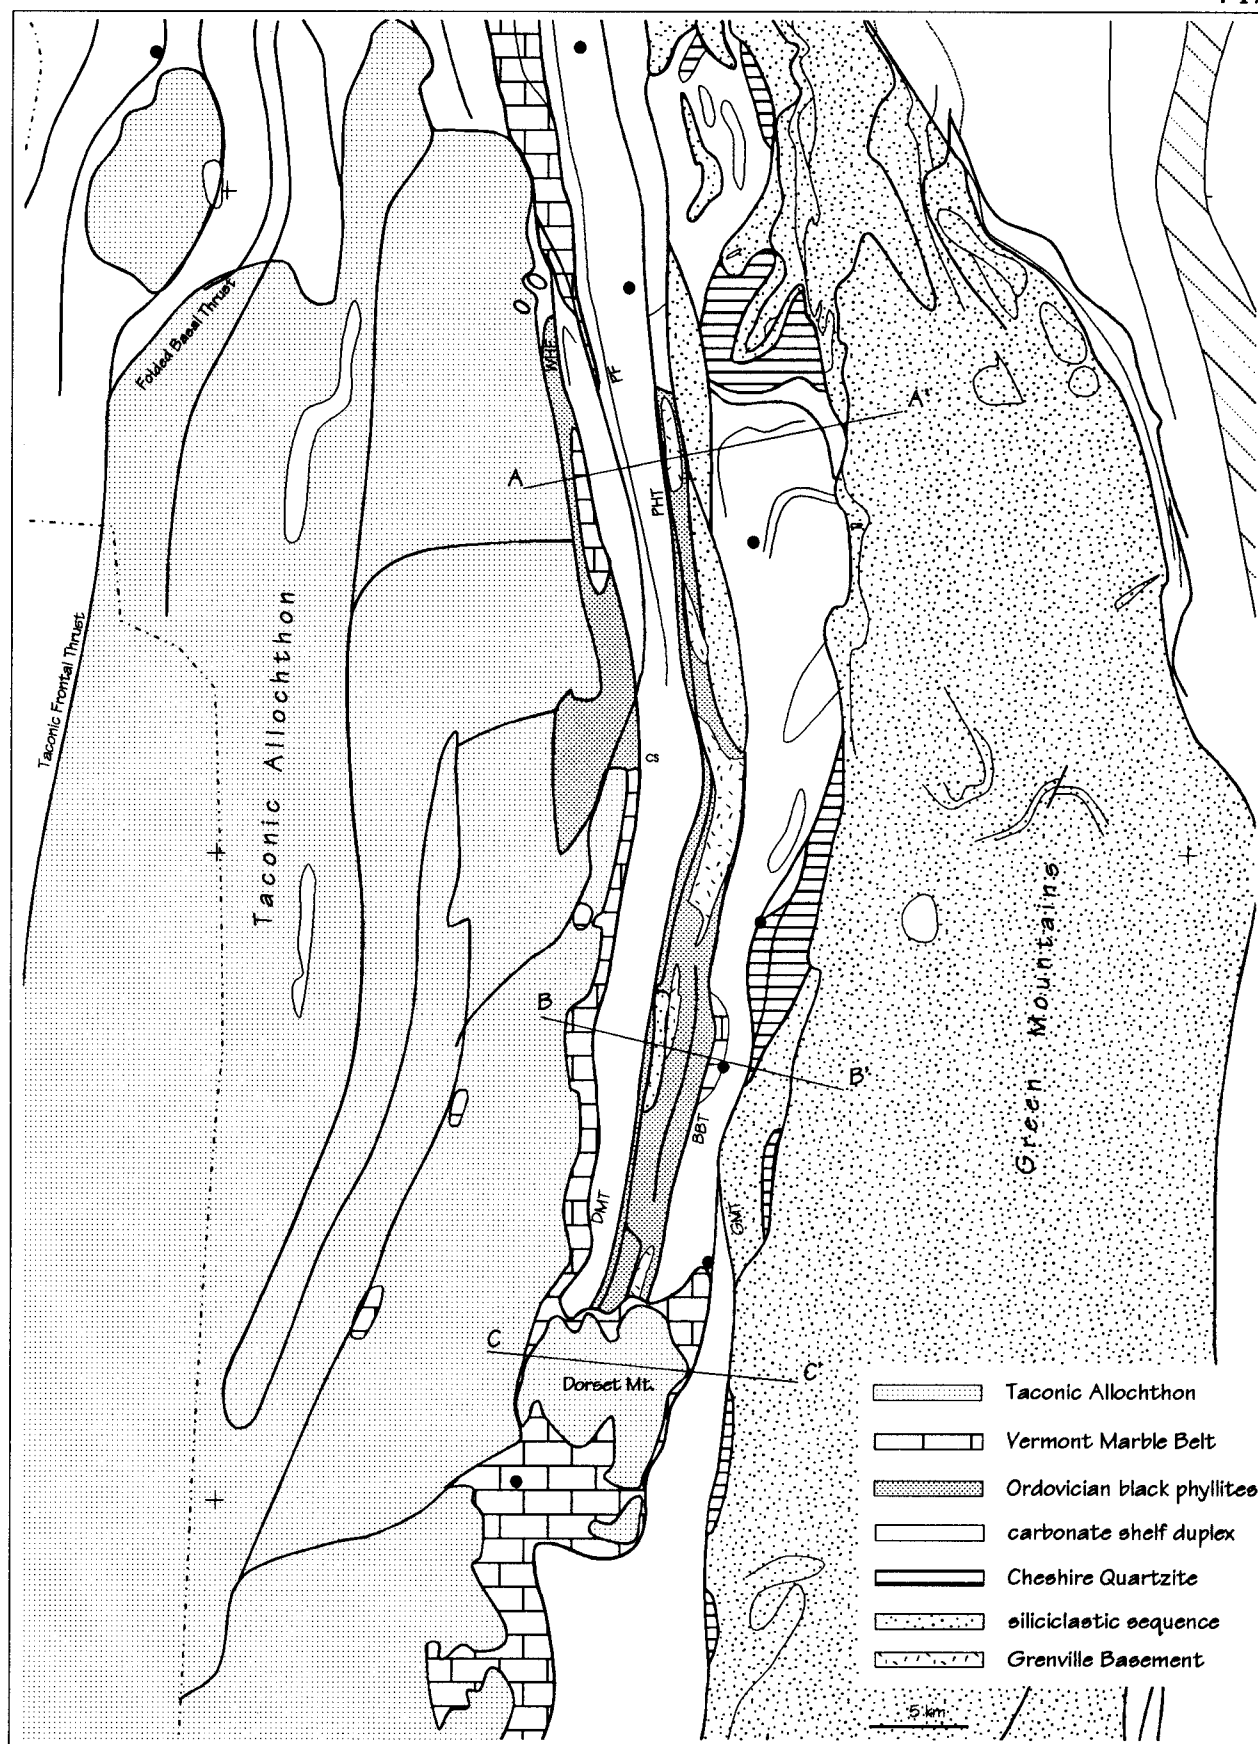 Folded Basal Thrust
WHF
PF
A
A'
PHT
Taconic Frontal Thrust
Taconic Allochthon
CS
Green Mountains
B
B'
BBT
DMT
GMT
C
C'
Dorset Mt.
Taconic Allochthon
Vermont Marble Belt
Ordovician black phyllites
carbonate shelf duplex
Cheshire Quartzite
siliciclastic sequence
Grenville Basement
5 km